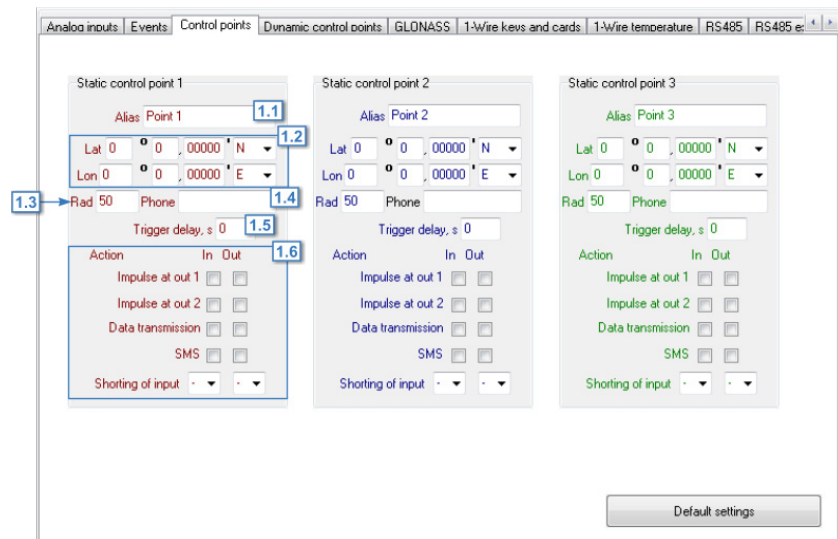 Analog inputs Events Control points Dynamic control points GLONASS 1-Wire keys and cards 1-Wire temperature RS485 RS485 e
Static control point 1
Alias Point 1 1.1
1.2
Lat 0 º 0 , 00000 ' N
Lon 0 º 0 , 00000 ' E
1.3 Rad 50 Phone 1.4
Trigger delay, s 0 1.5
Action In Out 1.6
Impulse at out 1
Impulse at out 2
Data transmission
SMS
Shorting of input - -
Static control point 2
Alias Point 2
Lat 0 º 0 , 00000 ' N
Lon 0 º 0 , 00000 ' E
Rad 50 Phone
Trigger delay, s 0
Action In Out
Impulse at out 1
Impulse at out 2
Data transmission
SMS
Shorting of input - -
Static control point 3
Alias Point 3
Lat 0 º 0 , 00000 ' N
Lon 0 º 0 , 00000 ' E
Rad 50 Phone
Trigger delay, s 0
Action In Out
Impulse at out 1
Impulse at out 2
Data transmission
SMS
Shorting of input - -
Default settings